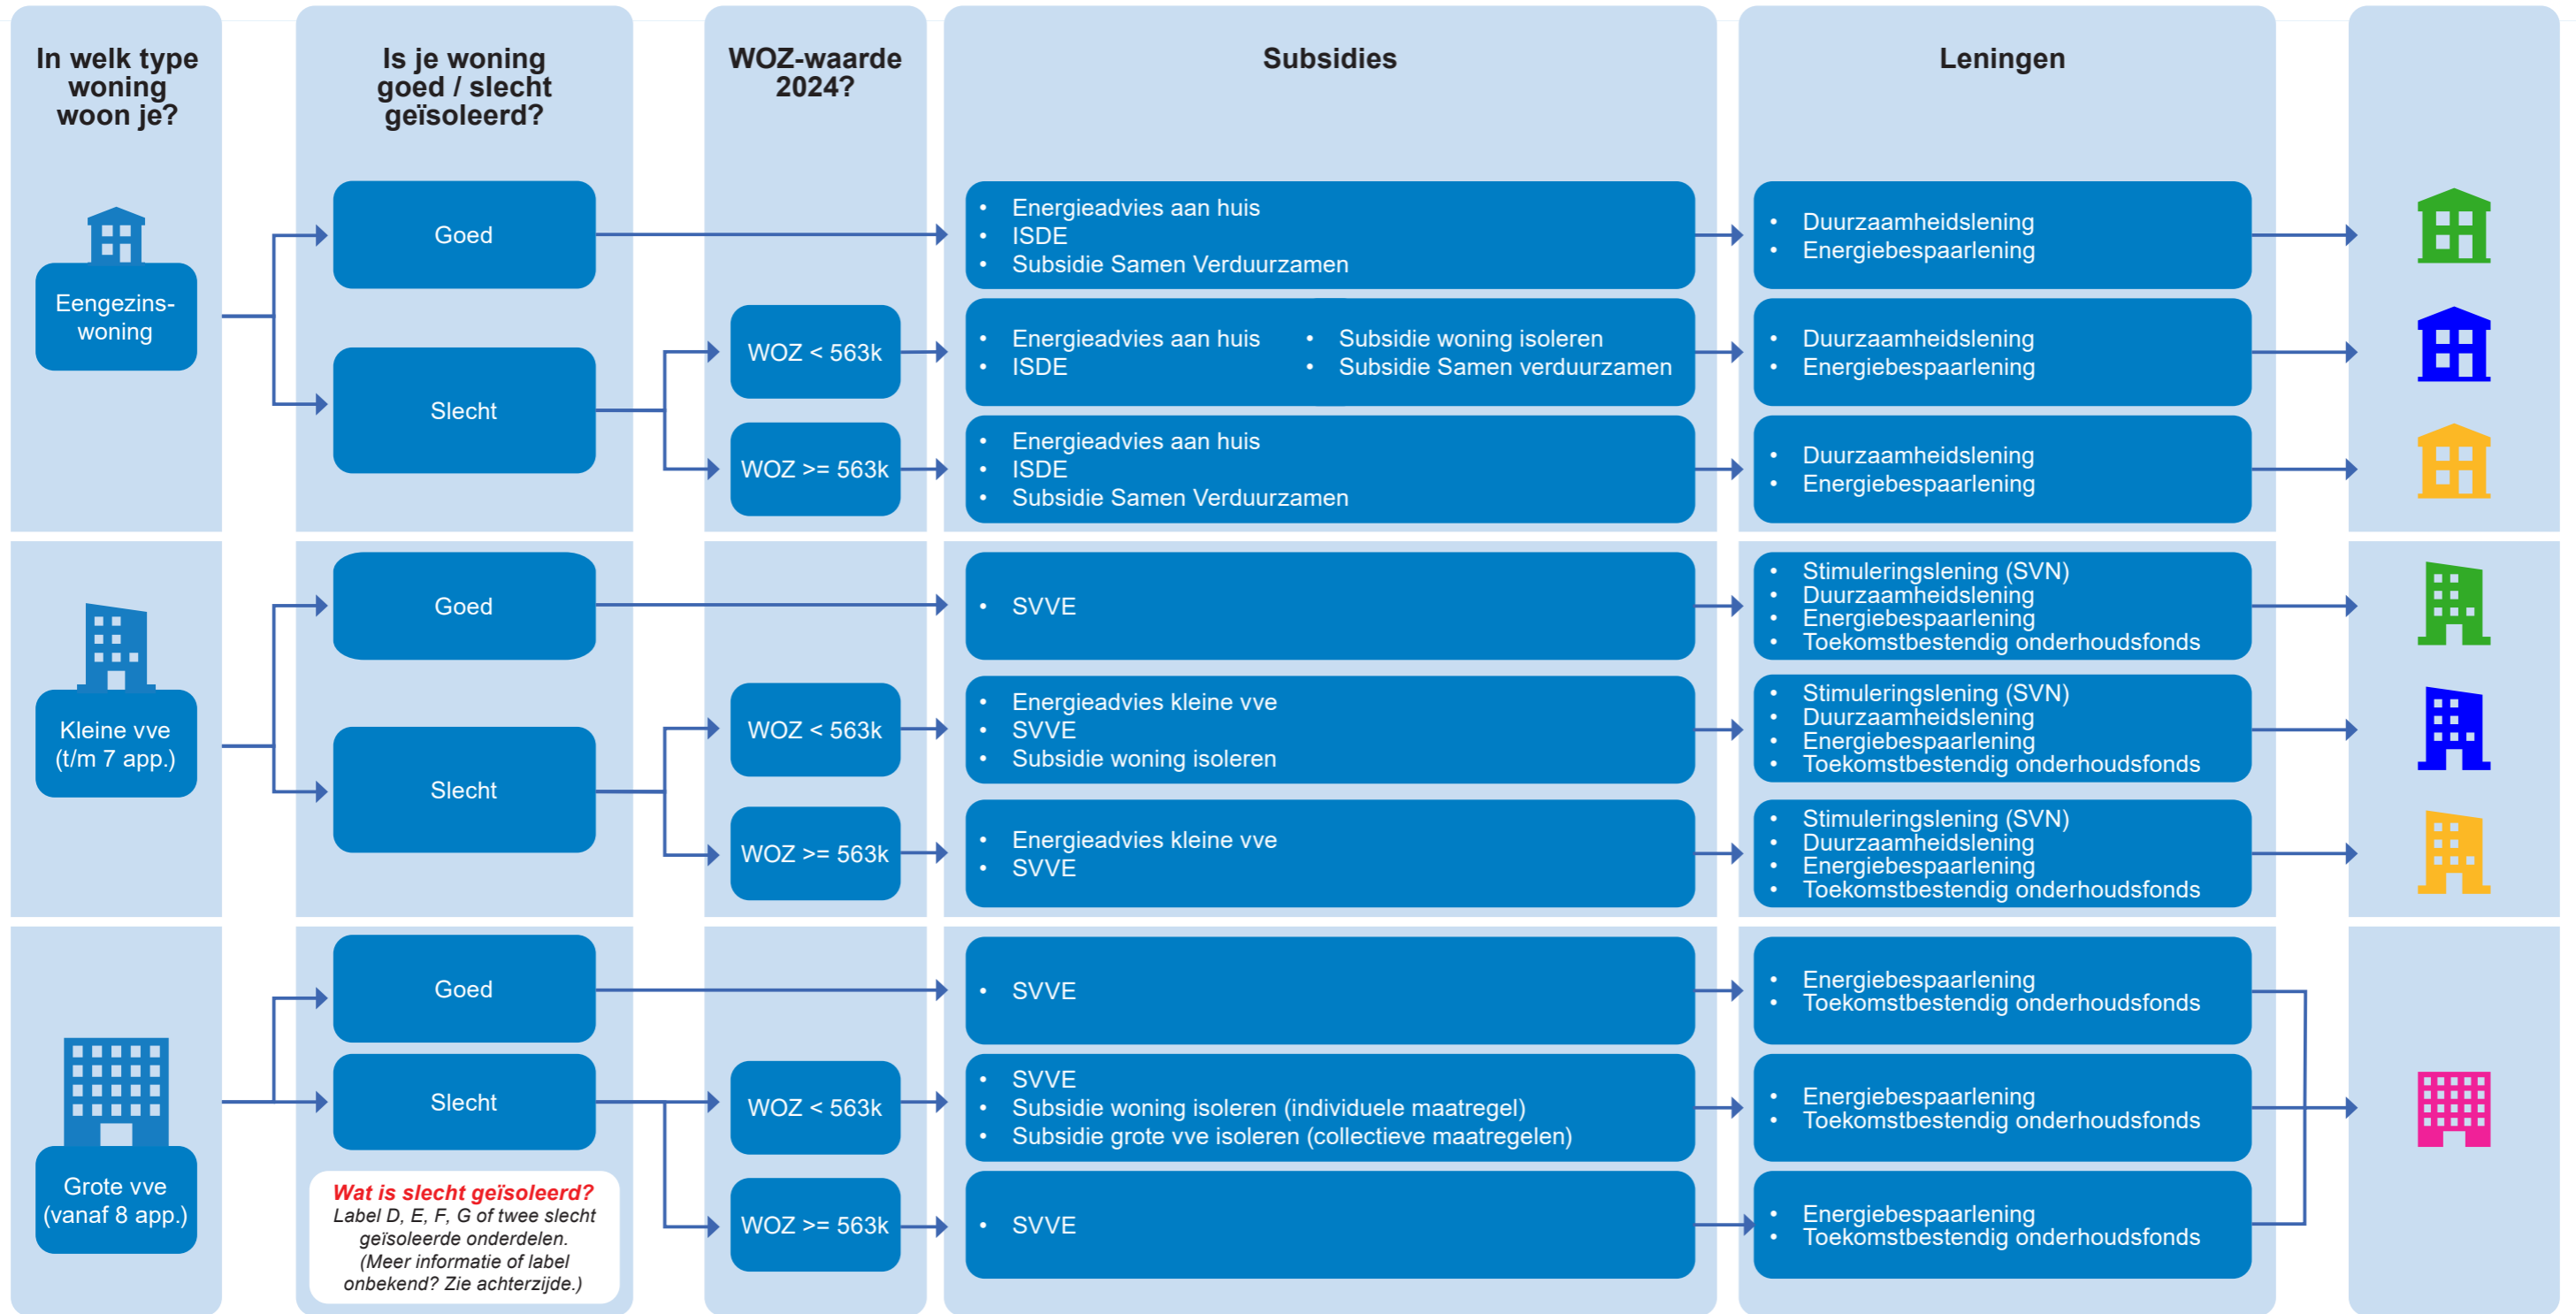 In welk type
woning
woon je?
Is je woning
goed / slecht
geïsoleerd?
WOZ-waarde
2024?
Subsidies
Leningen
Eengezins-
woning
Goed
• Energieadvies aan huis
• ISDE
• Subsidie Samen Verduurzamen
• Duurzaamheidslening
• Energiebespaarlening
Slecht
WOZ < 563k
• Energieadvies aan huis
• ISDE
• Subsidie woning isoleren
• Subsidie Samen verduurzamen
• Duurzaamheidslening
• Energiebespaarlening
WOZ >= 563k
• Energieadvies aan huis
• ISDE
• Subsidie Samen Verduurzamen
• Duurzaamheidslening
• Energiebespaarlening
Kleine vve
(t/m 7 app.)
Goed
• SVVE
• Stimuleringslening (SVN)
• Duurzaamheidslening
• Energiebespaarlening
• Toekomstbestendig onderhoudsfonds
Slecht
WOZ < 563k
• Energieadvies kleine vve
• SVVE
• Subsidie woning isoleren
• Stimuleringslening (SVN)
• Duurzaamheidslening
• Energiebespaarlening
• Toekomstbestendig onderhoudsfonds
WOZ >= 563k
• Energieadvies kleine vve
• SVVE
• Stimuleringslening (SVN)
• Duurzaamheidslening
• Energiebespaarlening
• Toekomstbestendig onderhoudsfonds
Grote vve
(vanaf 8 app.)
Goed
• SVVE
• Energiebespaarlening
• Toekomstbestendig onderhoudsfonds
Slecht
WOZ < 563k
• SVVE
• Subsidie woning isoleren (individuele maatregel)
• Subsidie grote vve isoleren (collectieve maatregelen)
• Energiebespaarlening
• Toekomstbestendig onderhoudsfonds
WOZ >= 563k
• SVVE
• Energiebespaarlening
• Toekomstbestendig onderhoudsfonds
Wat is slecht geïsoleerd?
Label D, E, F, G of twee slecht
geïsoleerde onderdelen.
(Meer informatie of label
onbekend? Zie achterzijde.)